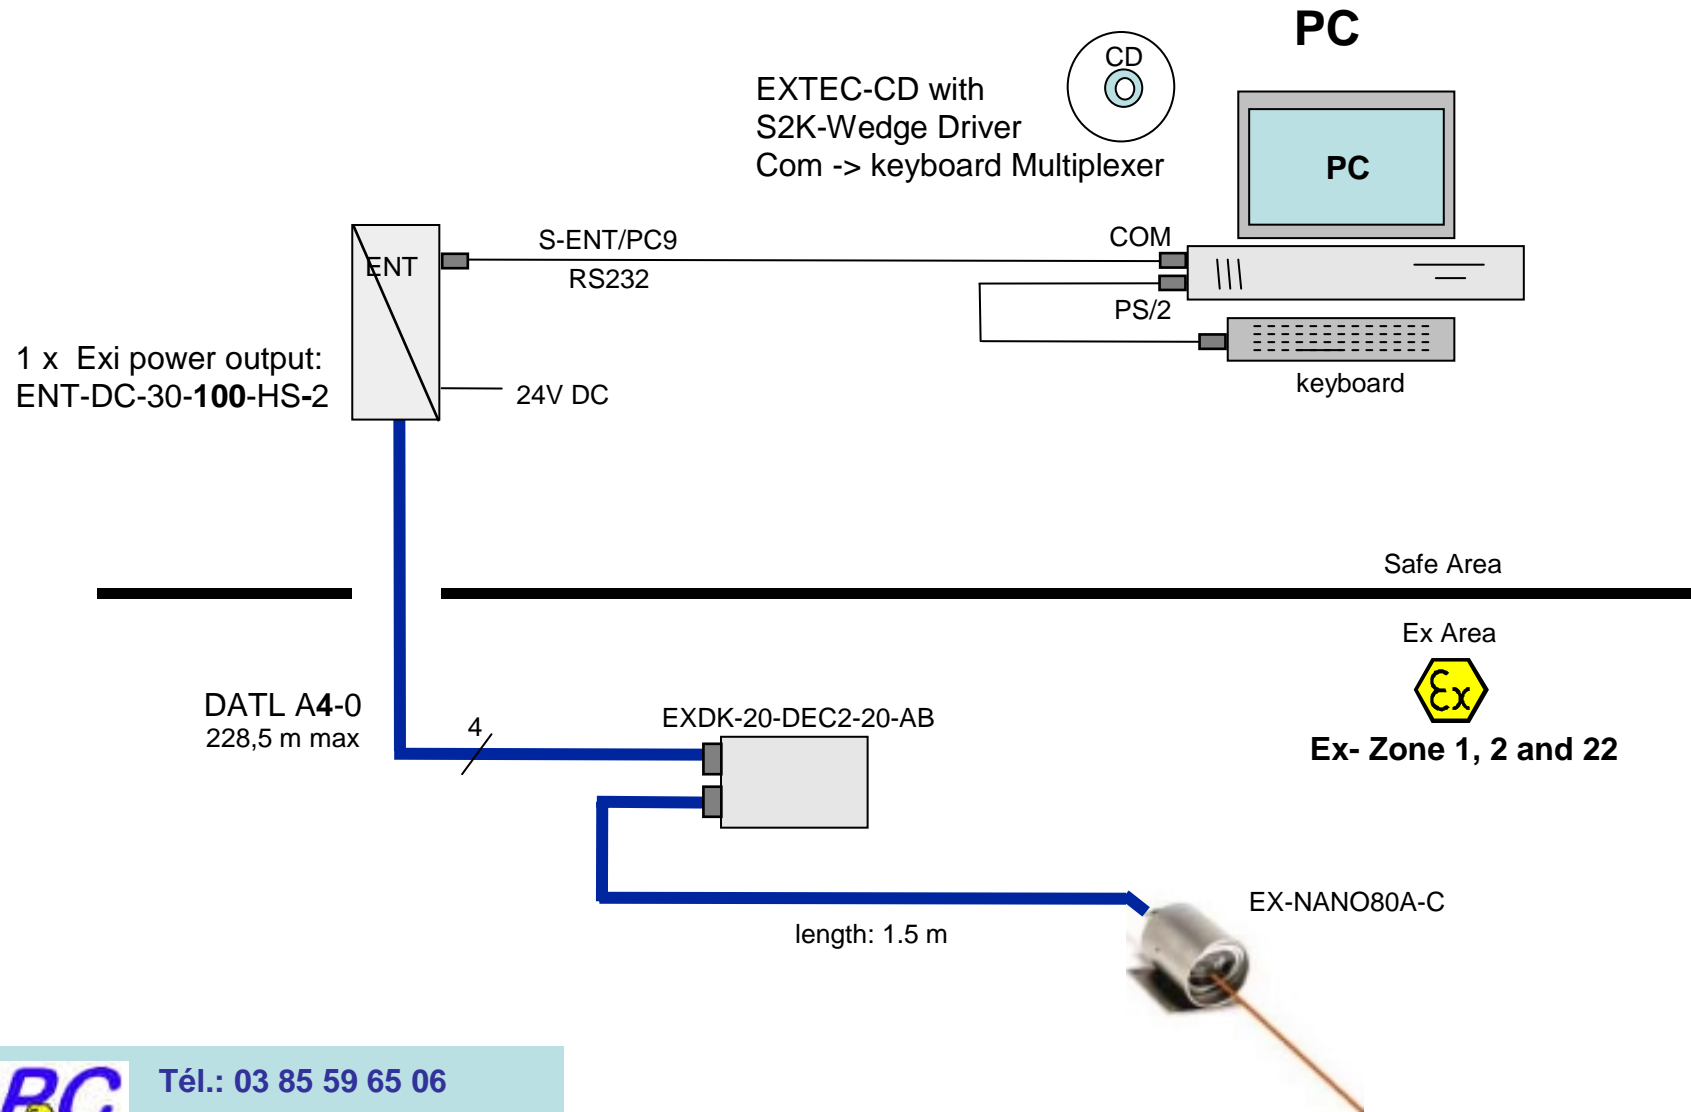 PC
CD
EXTEC-CD with
S2K-Wedge Driver
Com -> keyboard Multiplexer
PC
ENT
S-ENT/PC9
RS232
COM
PS/2
keyboard
1 x Exi power output:
ENT-DC-30-100-HS-2
24V DC
Safe Area
Ex Area
Ex
Ex- Zone 1, 2 and 22
DATL A4-0
228,5 m max
4
EXDK-20-DEC2-20-AB
EX-NANO80A-C
length: 1.5 m
BC
Tél.: 03 85 59 65 06